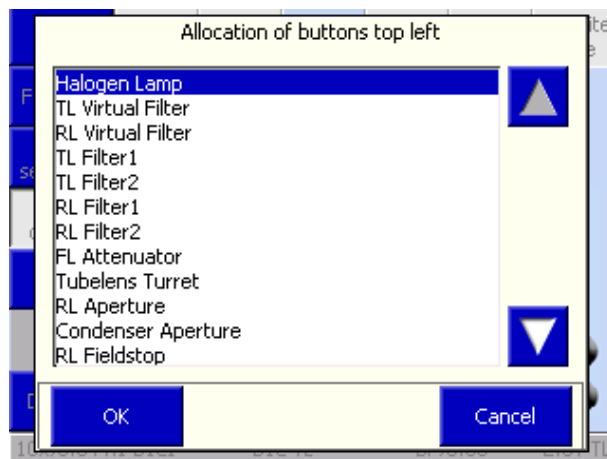 Allocation of buttons top left
Halogen Lamp
TL Virtual Filter
RL Virtual Filter
TL Filter1
TL Filter2
RL Filter1
RL Filter2
FL Attenuator
Tubelens Turret
RL Aperture
Condenser Aperture
RL Fieldstop
OK
Cancel